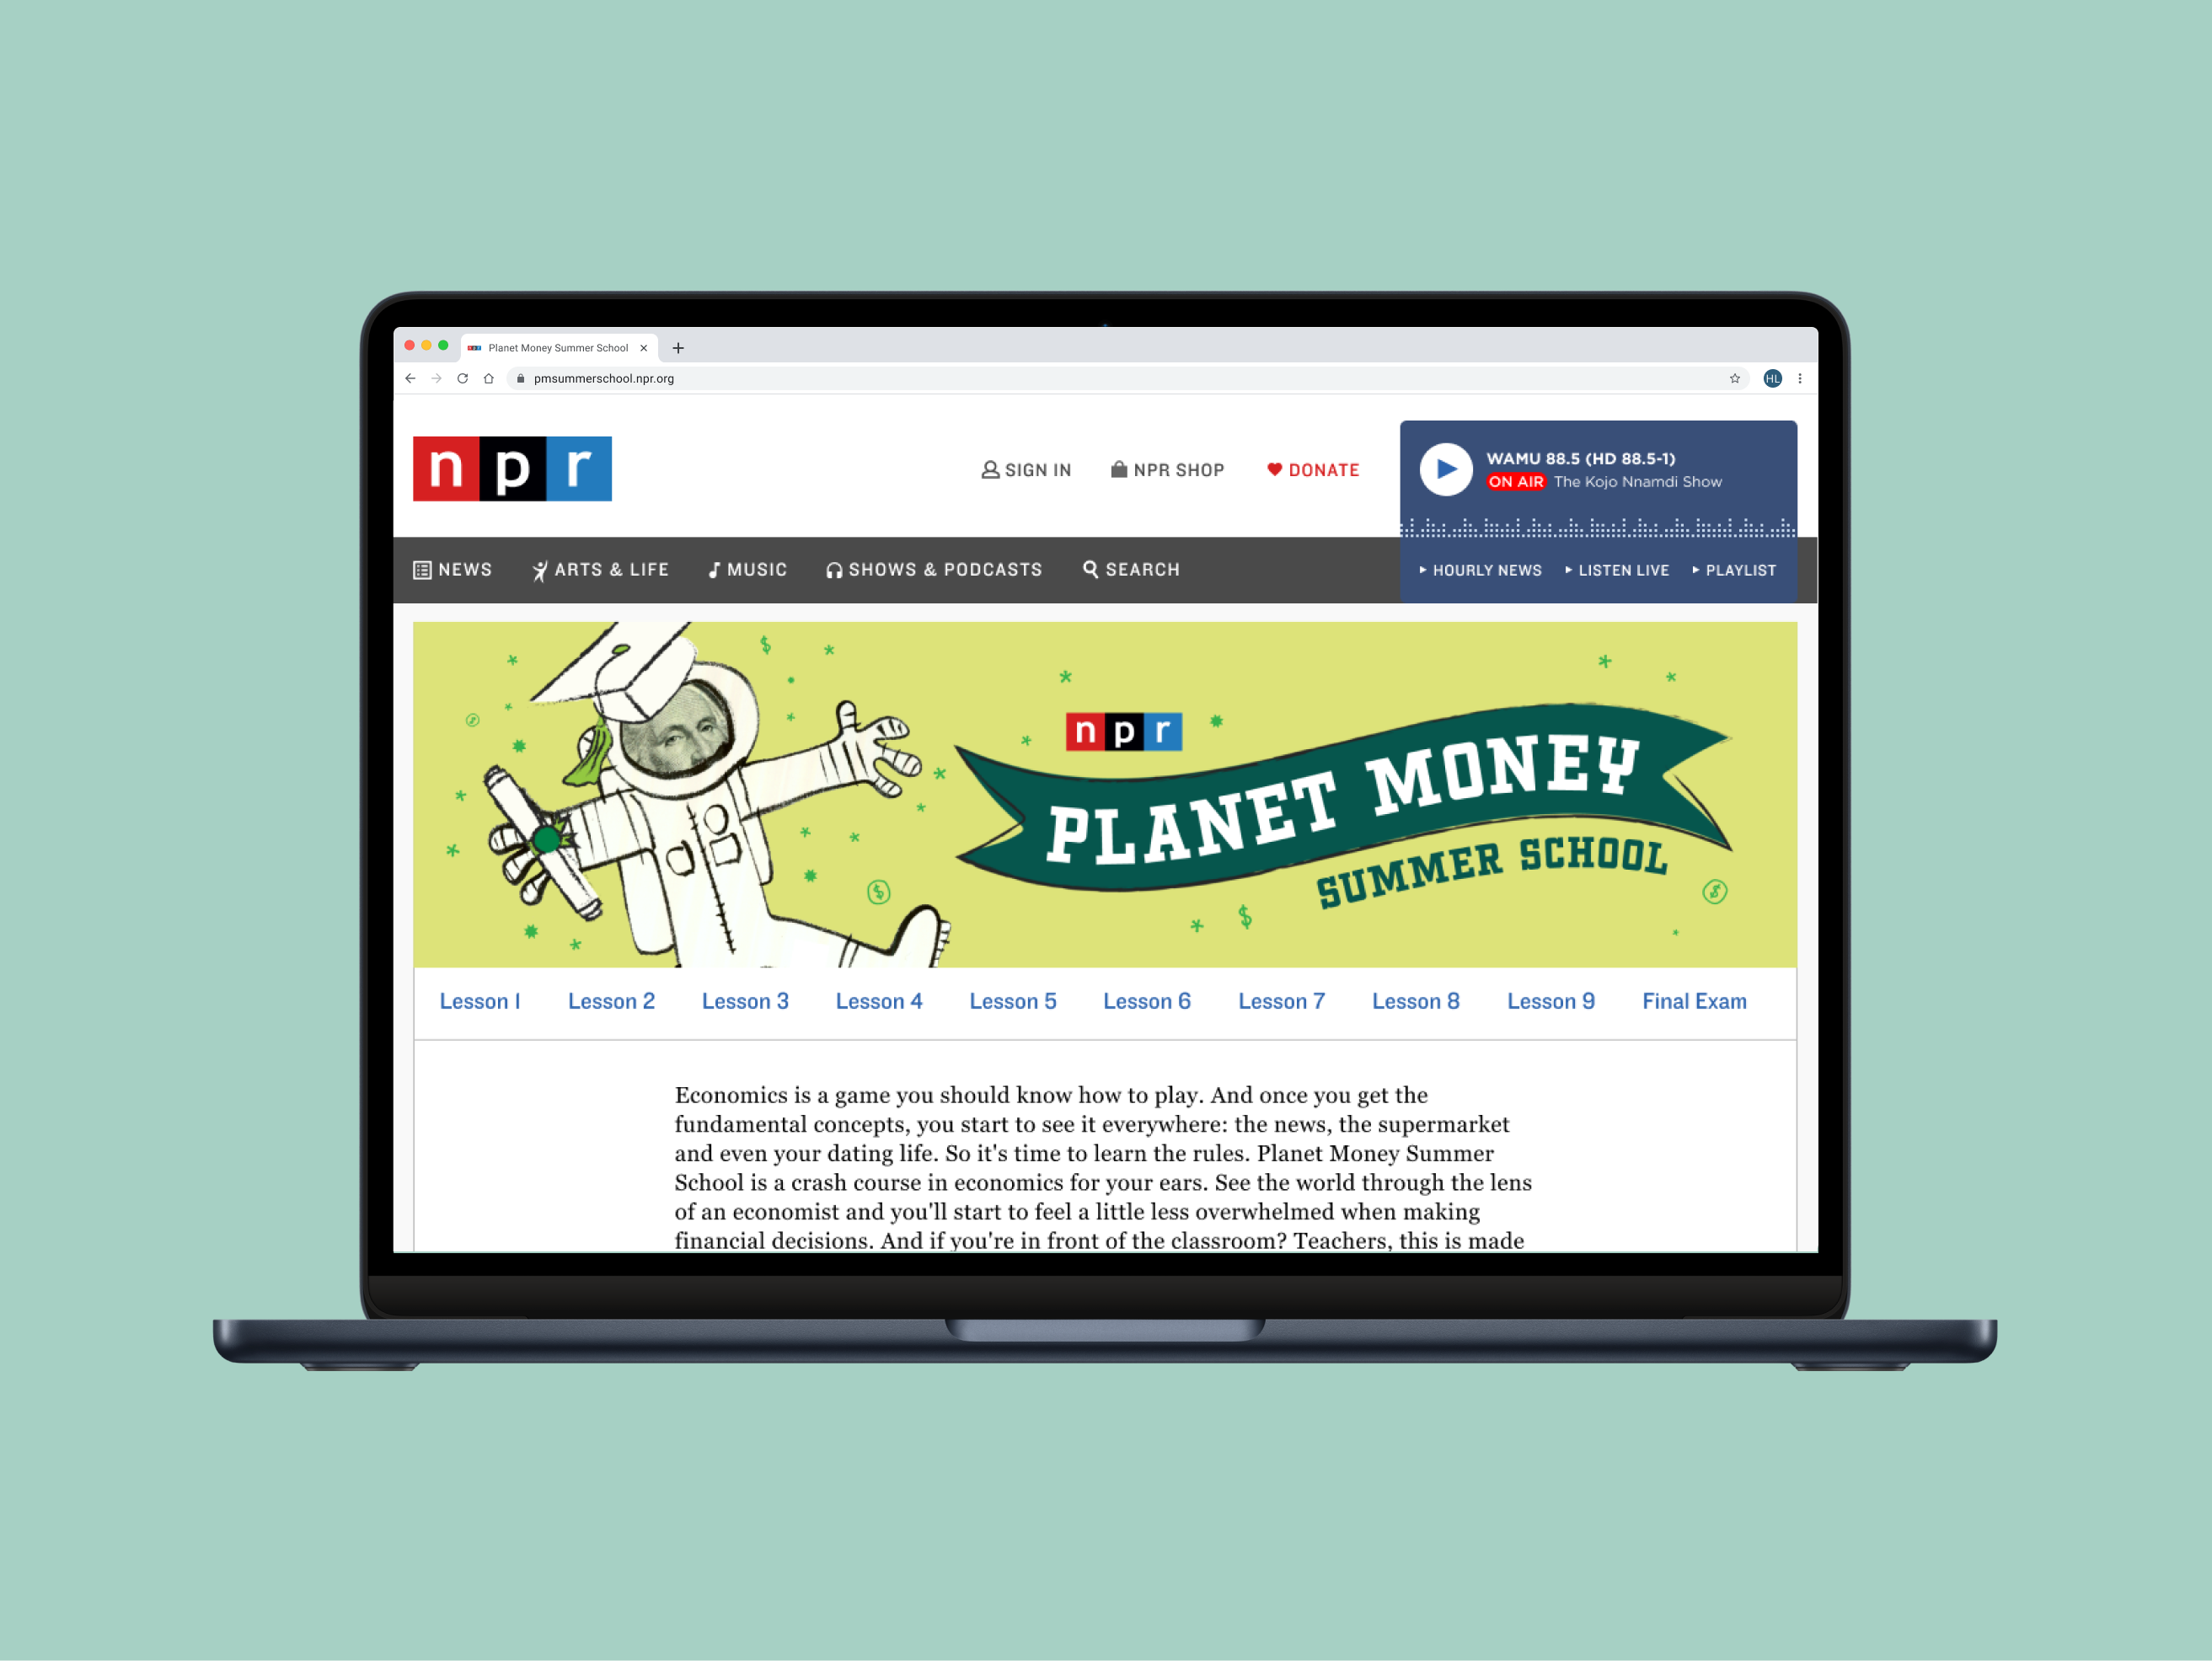 Planet Money Summer School
pmsummerschool.npr.org
HL
npr
SIGN IN
NPR SHOP
DONATE
WAMU 88.5 (HD 88.5-1)
ON AIR The Kojo Nnamdi Show
NEWS
ARTS & LIFE
MUSIC
SHOWS & PODCASTS
SEARCH
HOURLY NEWS
LISTEN LIVE
PLAYLIST
npr
PLANET MONEY
SUMMER SCHOOL
Lesson 1
Lesson 2
Lesson 3
Lesson 4
Lesson 5
Lesson 6
Lesson 7
Lesson 8
Lesson 9
Final Exam
Economics is a game you should know how to play. And once you get the
fundamental concepts, you start to see it everywhere: the news, the supermarket
and even your dating life. So it's time to learn the rules. Planet Money Summer
School is a crash course in economics for your ears. See the world through the lens
of an economist and you'll start to feel a little less overwhelmed when making
financial decisions. And if you're in front of the classroom? Teachers, this is made